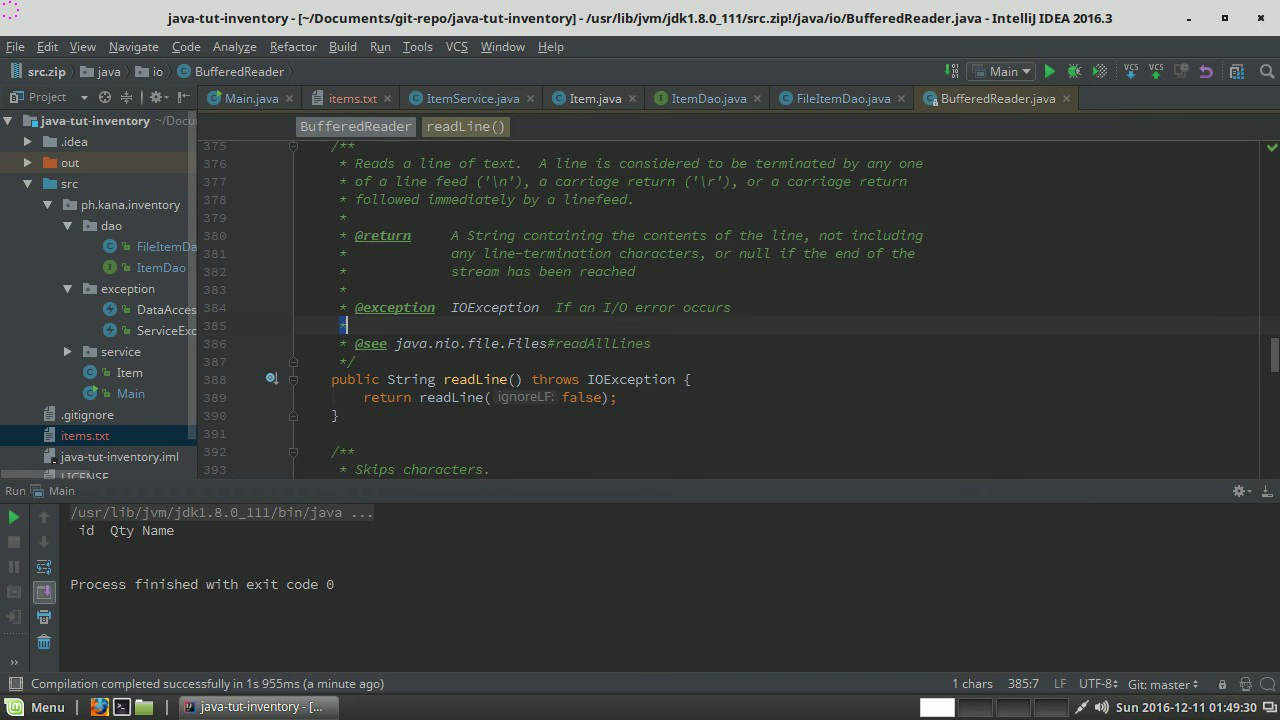 java-tut-inventory - [~/Documents/git-repo/java-tut-inventory] - /usr/lib/jvm/jdk1.8.0_111/src.zip!/java/io/BufferedReader.java - IntelliJ IDEA 2016.3
File Edit View Navigate Code Analyze Refactor Build Run Tools VCS Window Help
src.zip java io BufferedReader Main VCS VCS
Project Main.java items.txt ItemService.java Item.java ItemDao.java FileItemDao.java BufferedReader.java
java-tut-inventory ~/Docu
.idea
out
src
ph.kana.inventory
dao
FileItemDa
ItemDao
exception
DataAcces
ServiceExc
service
Item
Main
.gitignore
items.txt
java-tut-inventory.iml
LICENSE
BufferedReader readLine()
375 /**
376 * Reads a line of text. A line is considered to be terminated by any one
377 * of a line feed ('\n'), a carriage return ('\r'), or a carriage return
378 * followed immediately by a linefeed.
379 *
380 * @return A String containing the contents of the line, not including
381 * any line-termination characters, or null if the end of the
382 * stream has been reached
383 *
384 * @exception IOException If an I/O error occurs
385 *
386 * @see java.nio.file.Files#readAllLines
387 */
388 public String readLine() throws IOException {
389 return readLine( ignoreLF: false);
390 }
391
392 /**
393 * Skips characters.
Run Main
/usr/lib/jvm/jdk1.8.0_111/bin/java ...
id Qty Name
Process finished with exit code 0
Compilation completed successfully in 1s 955ms (a minute ago) 1 chars 385:7 LF UTF-8 Git: master
Menu java-tut-inventory - [... Sun 2016-12-11 01:49:30